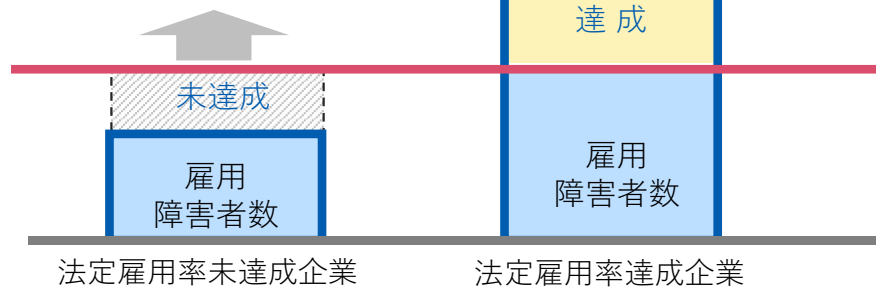 達成
未達成
雇用
障害者数
雇用
障害者数
法定雇用率未達成企業
法定雇用率達成企業